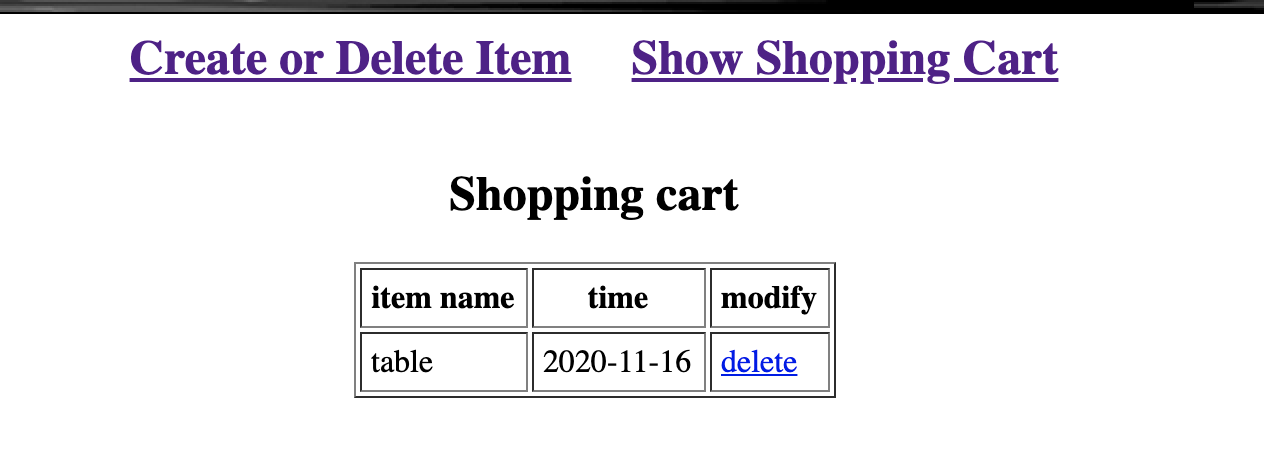 Create or Delete Item Show Shopping Cart
Shopping cart
item name time modify
table 2020-11-16 delete